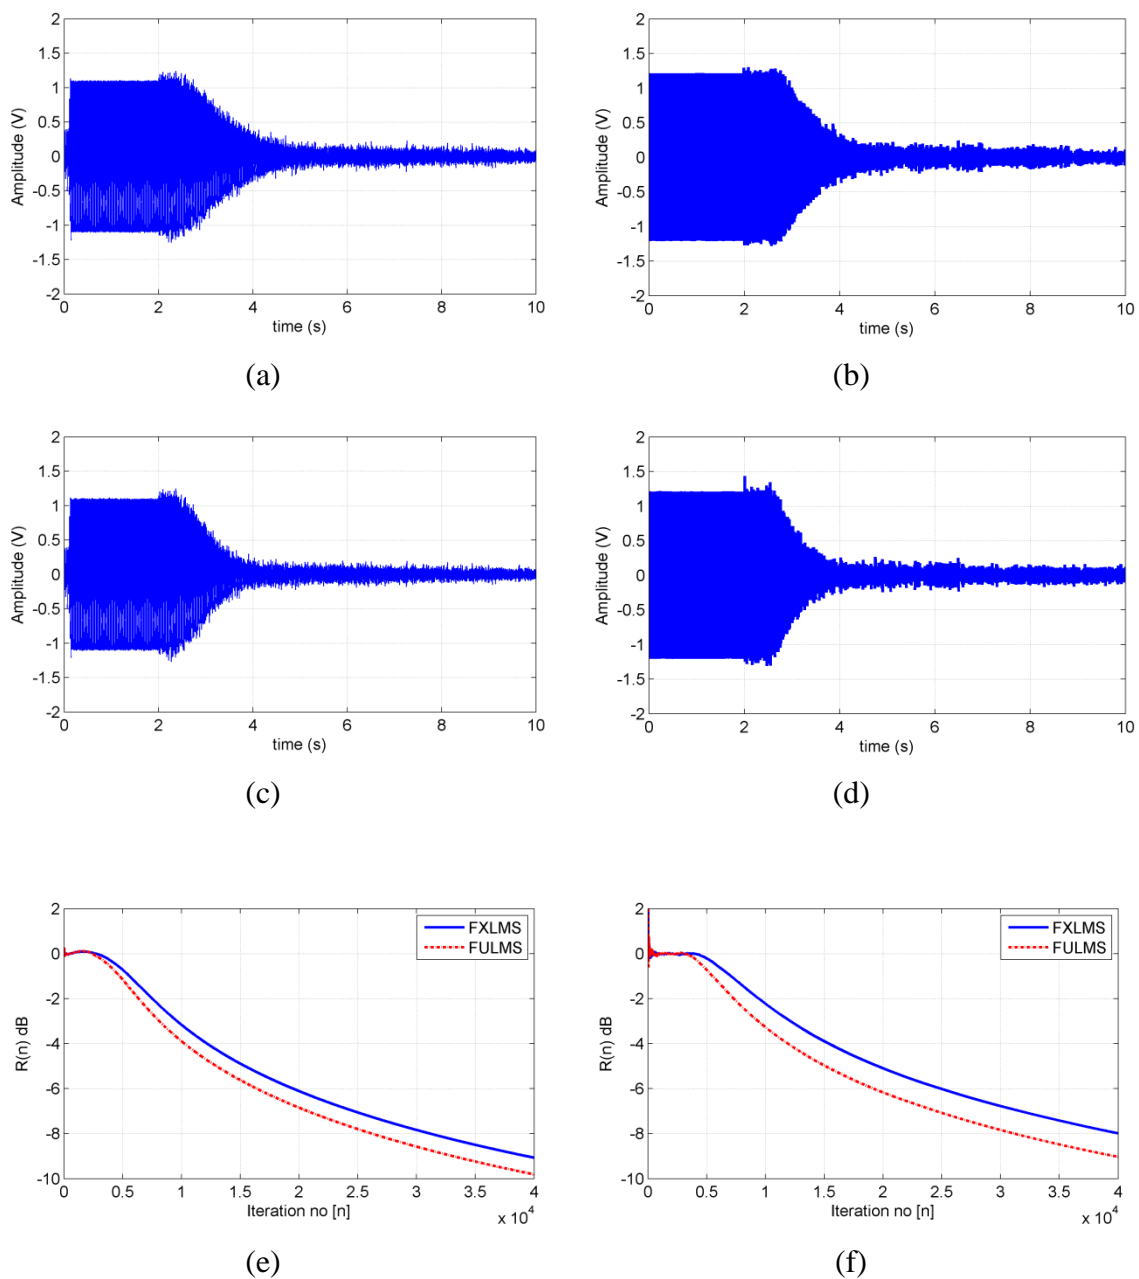 2
1.5
1
0.5
0
-0.5
-1
-1.5
-2
Amplitude (V)
0 2 4 6 8 10
time (s)
(a)
2
1.5
1
0.5
0
-0.5
-1
-1.5
-2
Amplitude (V)
0 2 4 6 8 10
time (s)
(b)
2
1.5
1
0.5
0
-0.5
-1
-1.5
-2
Amplitude (V)
0 2 4 6 8 10
time (s)
(c)
2
1.5
1
0.5
0
-0.5
-1
-1.5
-2
Amplitude (V)
0 2 4 6 8 10
time (s)
(d)
2
0
-2
-4
-6
-8
-10
R(n) dB
FXLMS
FULMS
0 0.5 1 1.5 2 2.5 3 3.5 4
Iteration no [n]
x 10^4
(e)
2
0
-2
-4
-6
-8
-10
R(n) dB
FXLMS
FULMS
0 0.5 1 1.5 2 2.5 3 3.5 4
Iteration no [n]
x 10^4
(f)